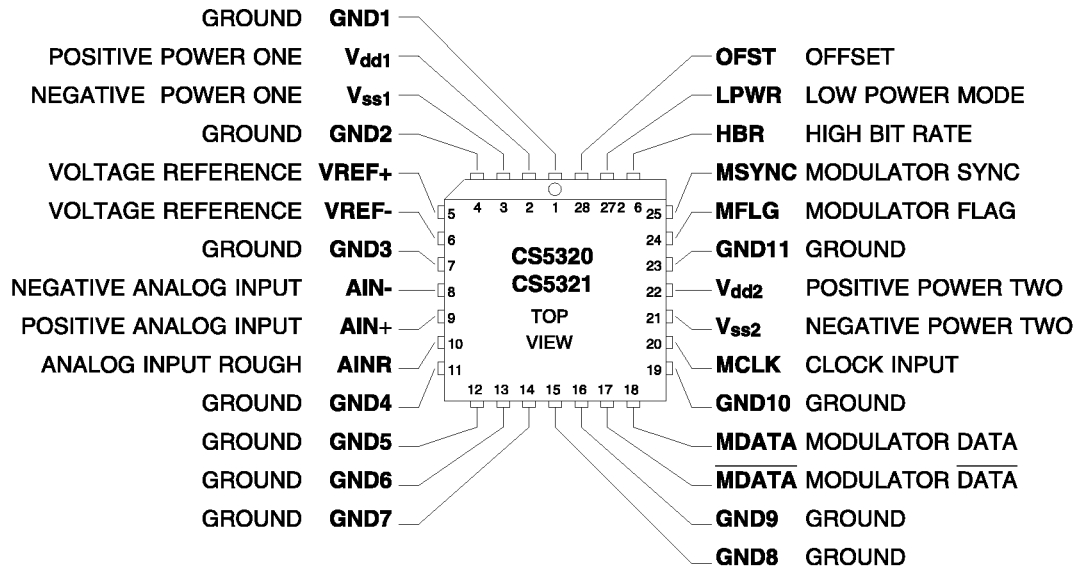 GROUND GND1
POSITIVE POWER ONE Vdd1
NEGATIVE POWER ONE Vss1
GROUND GND2
VOLTAGE REFERENCE VREF+
VOLTAGE REFERENCE VREF-
GROUND GND3
NEGATIVE ANALOG INPUT AIN-
POSITIVE ANALOG INPUT AIN+
ANALOG INPUT ROUGH AINR
GROUND GND4
GROUND GND5
GROUND GND6
GROUND GND7
4 3 2 1 28 272 6
5
6
7
8
9
10
11
CS5320
CS5321
TOP
VIEW
25
24
23
22
21
20
19
12 13 14 15 16 17 18
OFST OFFSET
LPWR LOW POWER MODE
HBR HIGH BIT RATE
MSYNC MODULATOR SYNC
MFLG MODULATOR FLAG
GND11 GROUND
Vdd2 POSITIVE POWER TWO
Vss2 NEGATIVE POWER TWO
MCLK CLOCK INPUT
GND10 GROUND
MDATA MODULATOR DATA
M̅D̅A̅T̅A̅ MODULATOR D̅A̅T̅A̅
GND9 GROUND
GND8 GROUND